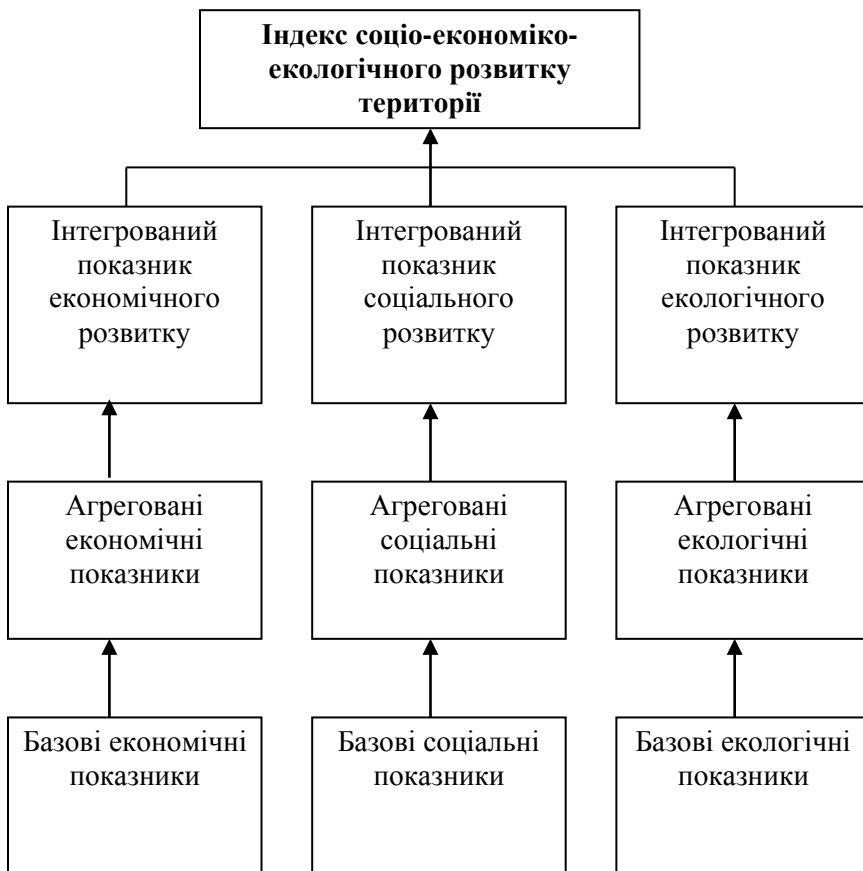 Індекс соціо-економіко-
екологічного розвитку
території
Інтегрований
показник
економічного
розвитку
Інтегрований
показник
соціального
розвитку
Інтегрований
показник
екологічного
розвитку
Агреговані
економічні
показники
Агреговані
соціальні
показники
Агреговані
екологічні
показники
Базові економічні
показники
Базові соціальні
показники
Базові екологічні
показники